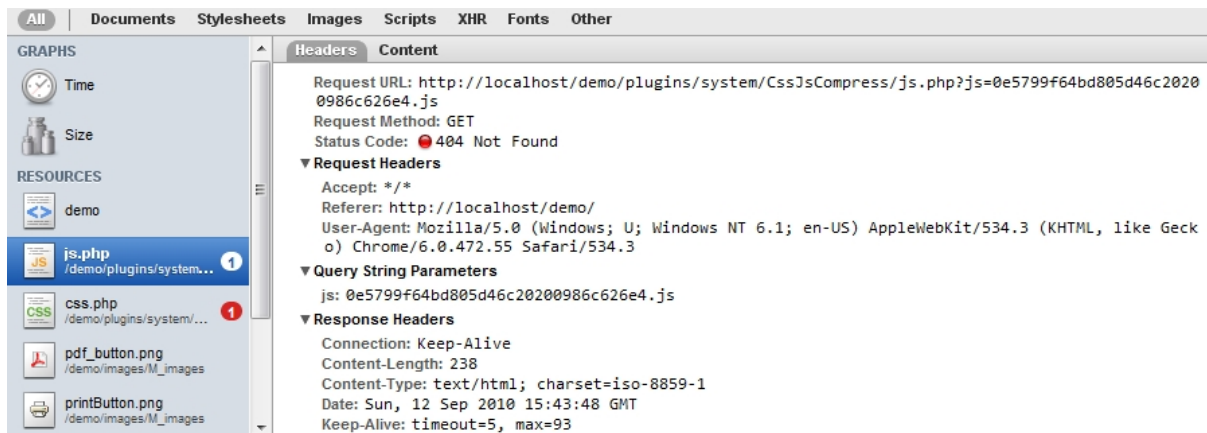 All Documents Stylesheets Images Scripts XHR Fonts Other
GRAPHS
Time
Size
RESOURCES
demo
js.php
/demo/plugins/system... 1
css.php
/demo/plugins/system/... 1
pdf_button.png
/demo/images/M_images
printButton.png
/demo/images/M_images
Headers Content
Request URL: http://localhost/demo/plugins/system/CssJsCompress/js.php?js=0e5799f64bd805d46c2020
0986c626e4.js
Request Method: GET
Status Code: 404 Not Found
▼ Request Headers
Accept: */*
Referer: http://localhost/demo/
User-Agent: Mozilla/5.0 (Windows; U; Windows NT 6.1; en-US) AppleWebKit/534.3 (KHTML, like Geck
o) Chrome/6.0.472.55 Safari/534.3
▼ Query String Parameters
js: 0e5799f64bd805d46c20200986c626e4.js
▼ Response Headers
Connection: Keep-Alive
Content-Length: 238
Content-Type: text/html; charset=iso-8859-1
Date: Sun, 12 Sep 2010 15:43:48 GMT
Keep-Alive: timeout=5, max=93